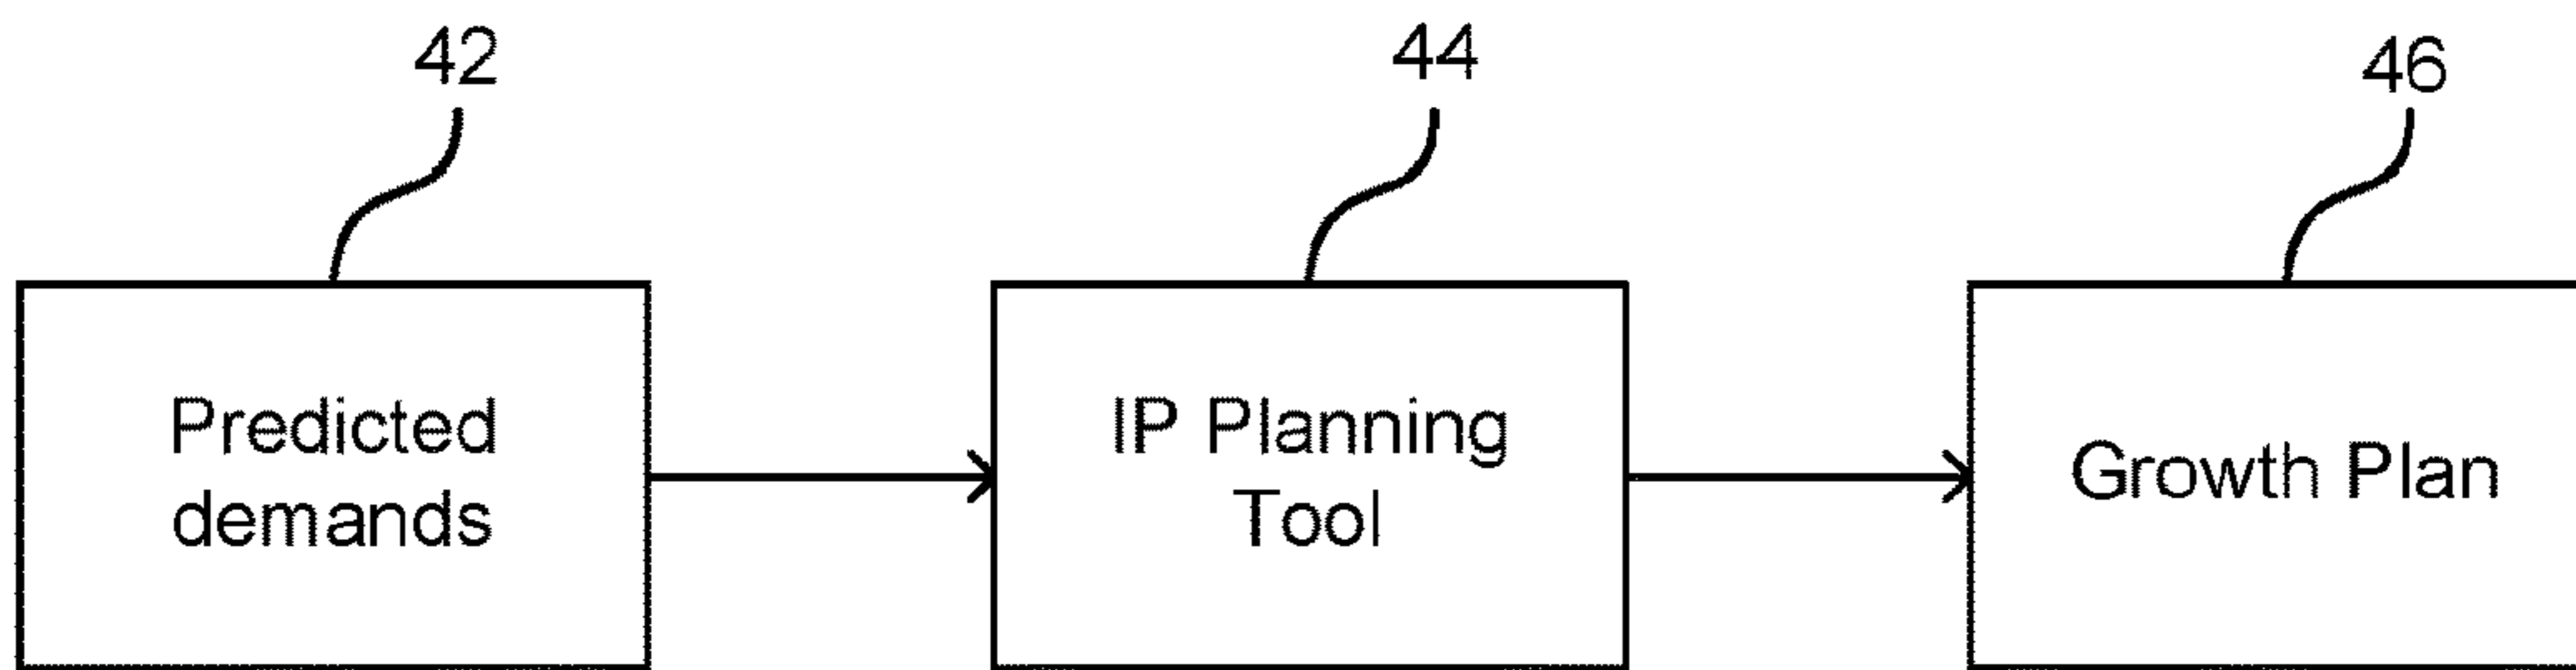 42
44
46
Predicted
demands
IP Planning
Tool
Growth Plan